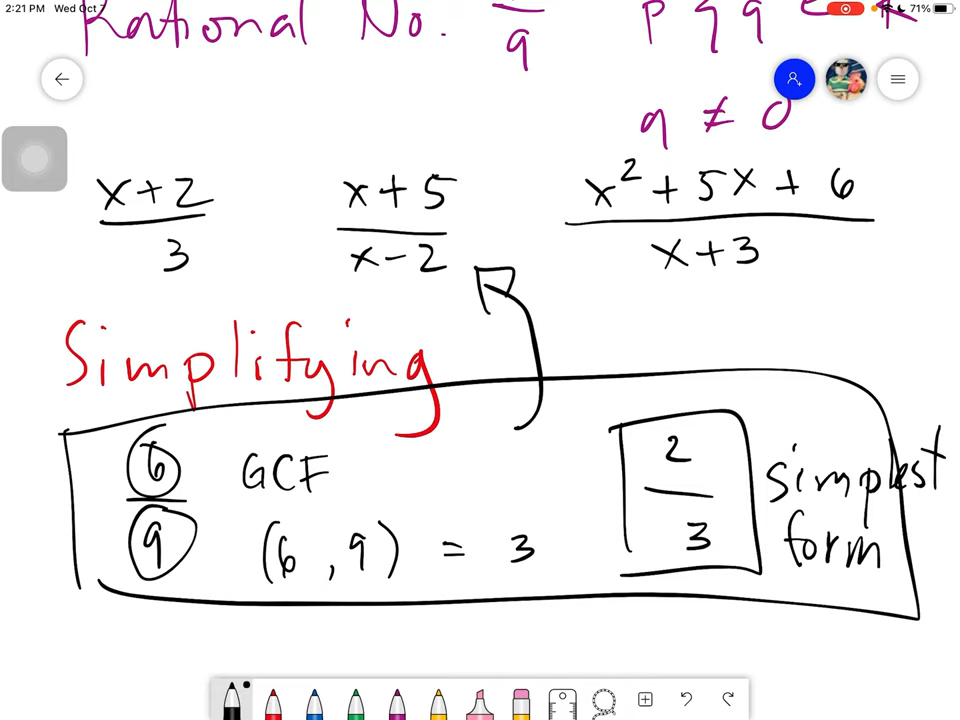 2:21 PM Wed Oct 7
71%
Rational No. q p, q
q ≠ 0
x+2 x+5 x² + 5x + 6
3 x-2 x+3
Simplifying
6 GCF 2 simplest
9 (6, 9) = 3 3 form